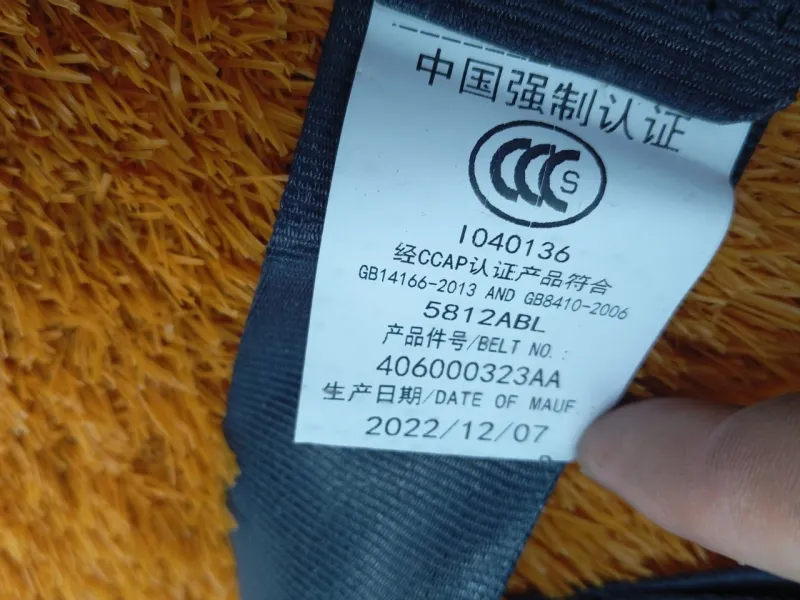 中国强制认证
CCC S
I040136
经CCAP认证产品符合
GB14166-2013 AND GB8410-2006
5812ABL
产品件号/BELT NO.:
406000323AA
生产日期/DATE OF MAUF
2022/12/07